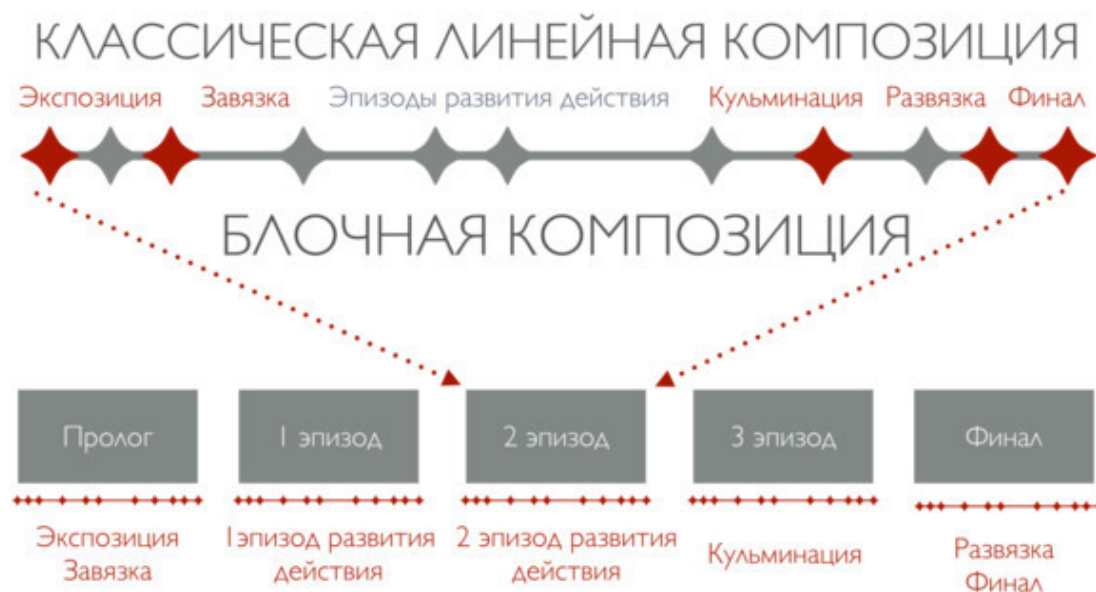 КЛАССИЧЕСКАЯ ЛИНЕЙНАЯ КОМПОЗИЦИЯ
Экспозиция Завязка Эпизоды развития действия Кульминация Развязка Финал
БЛОЧНАЯ КОМПОЗИЦИЯ
Пролог 1 эпизод 2 эпизод 3 эпизод Финал
Экспозиция 1эпизод развития 2 эпизод развития Кульминация Развязка
Завязка действия действия Финал